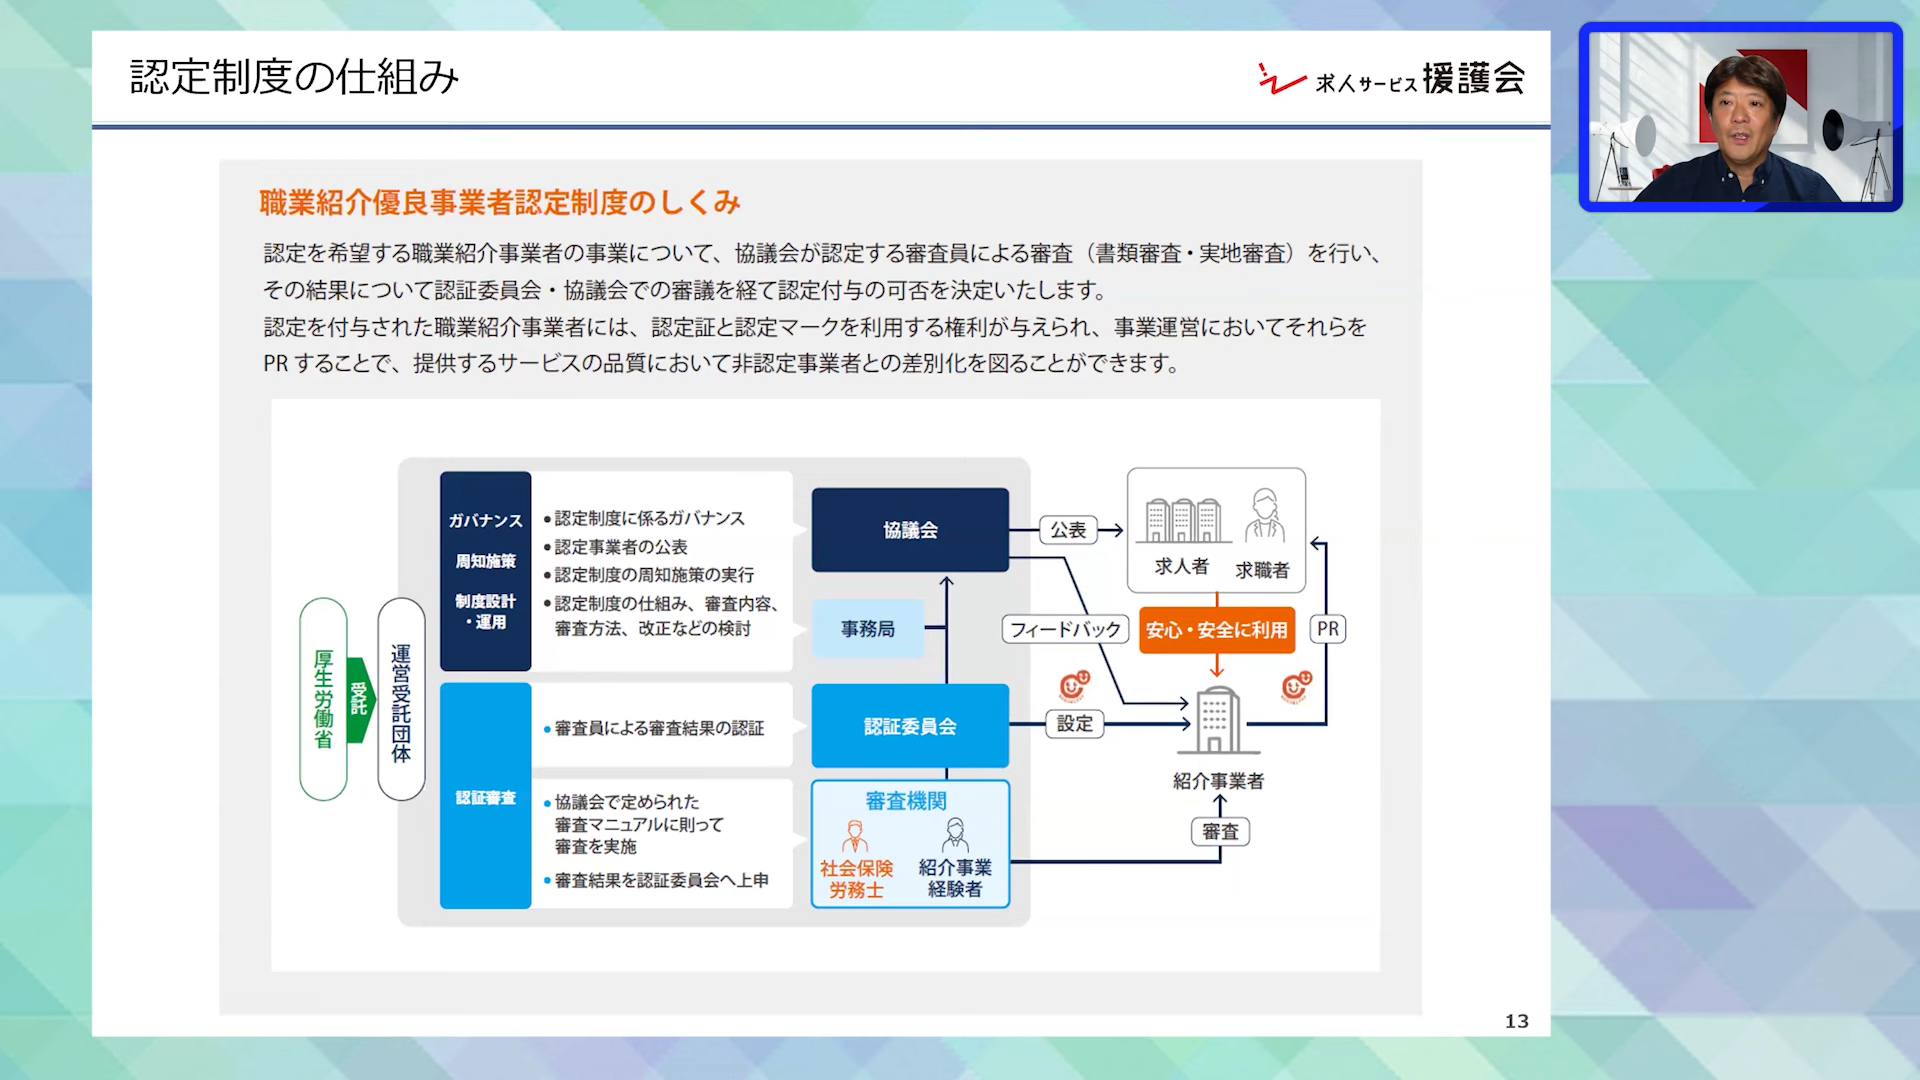 認定制度の仕組み
求人サービス援護会
職業紹介優良事業者認定制度のしくみ
認定を希望する職業紹介事業者の事業について、協議会が認定する審査員による審査（書類審査・実地審査）を行い、
その結果について認証委員会・協議会での審議を経て認定付与の可否を決定いたします。
認定を付与された職業紹介事業者には、認定証と認定マークを利用する権利が与えられ、事業運営においてそれらを
PR することで、提供するサービスの品質において非認定事業者との差別化を図ることができます。
厚生労働省
受託
運営受託団体
ガバナンス
周知施策
制度設計
・運用
●認定制度に係るガバナンス
●認定事業者の公表
●認定制度の周知施策の実行
●認定制度の仕組み、審査内容、
審査方法、改正などの検討
認証審査
●審査員による審査結果の認証
●協議会で定められた
審査マニュアルに則って
審査を実施
●審査結果を認証委員会へ上申
協議会
事務局
認証委員会
審査機関
社会保険
労務士
紹介事業
経験者
公表
フィードバック
設定
求人者
求職者
安心・安全に利用
PR
紹介事業者
審査
13